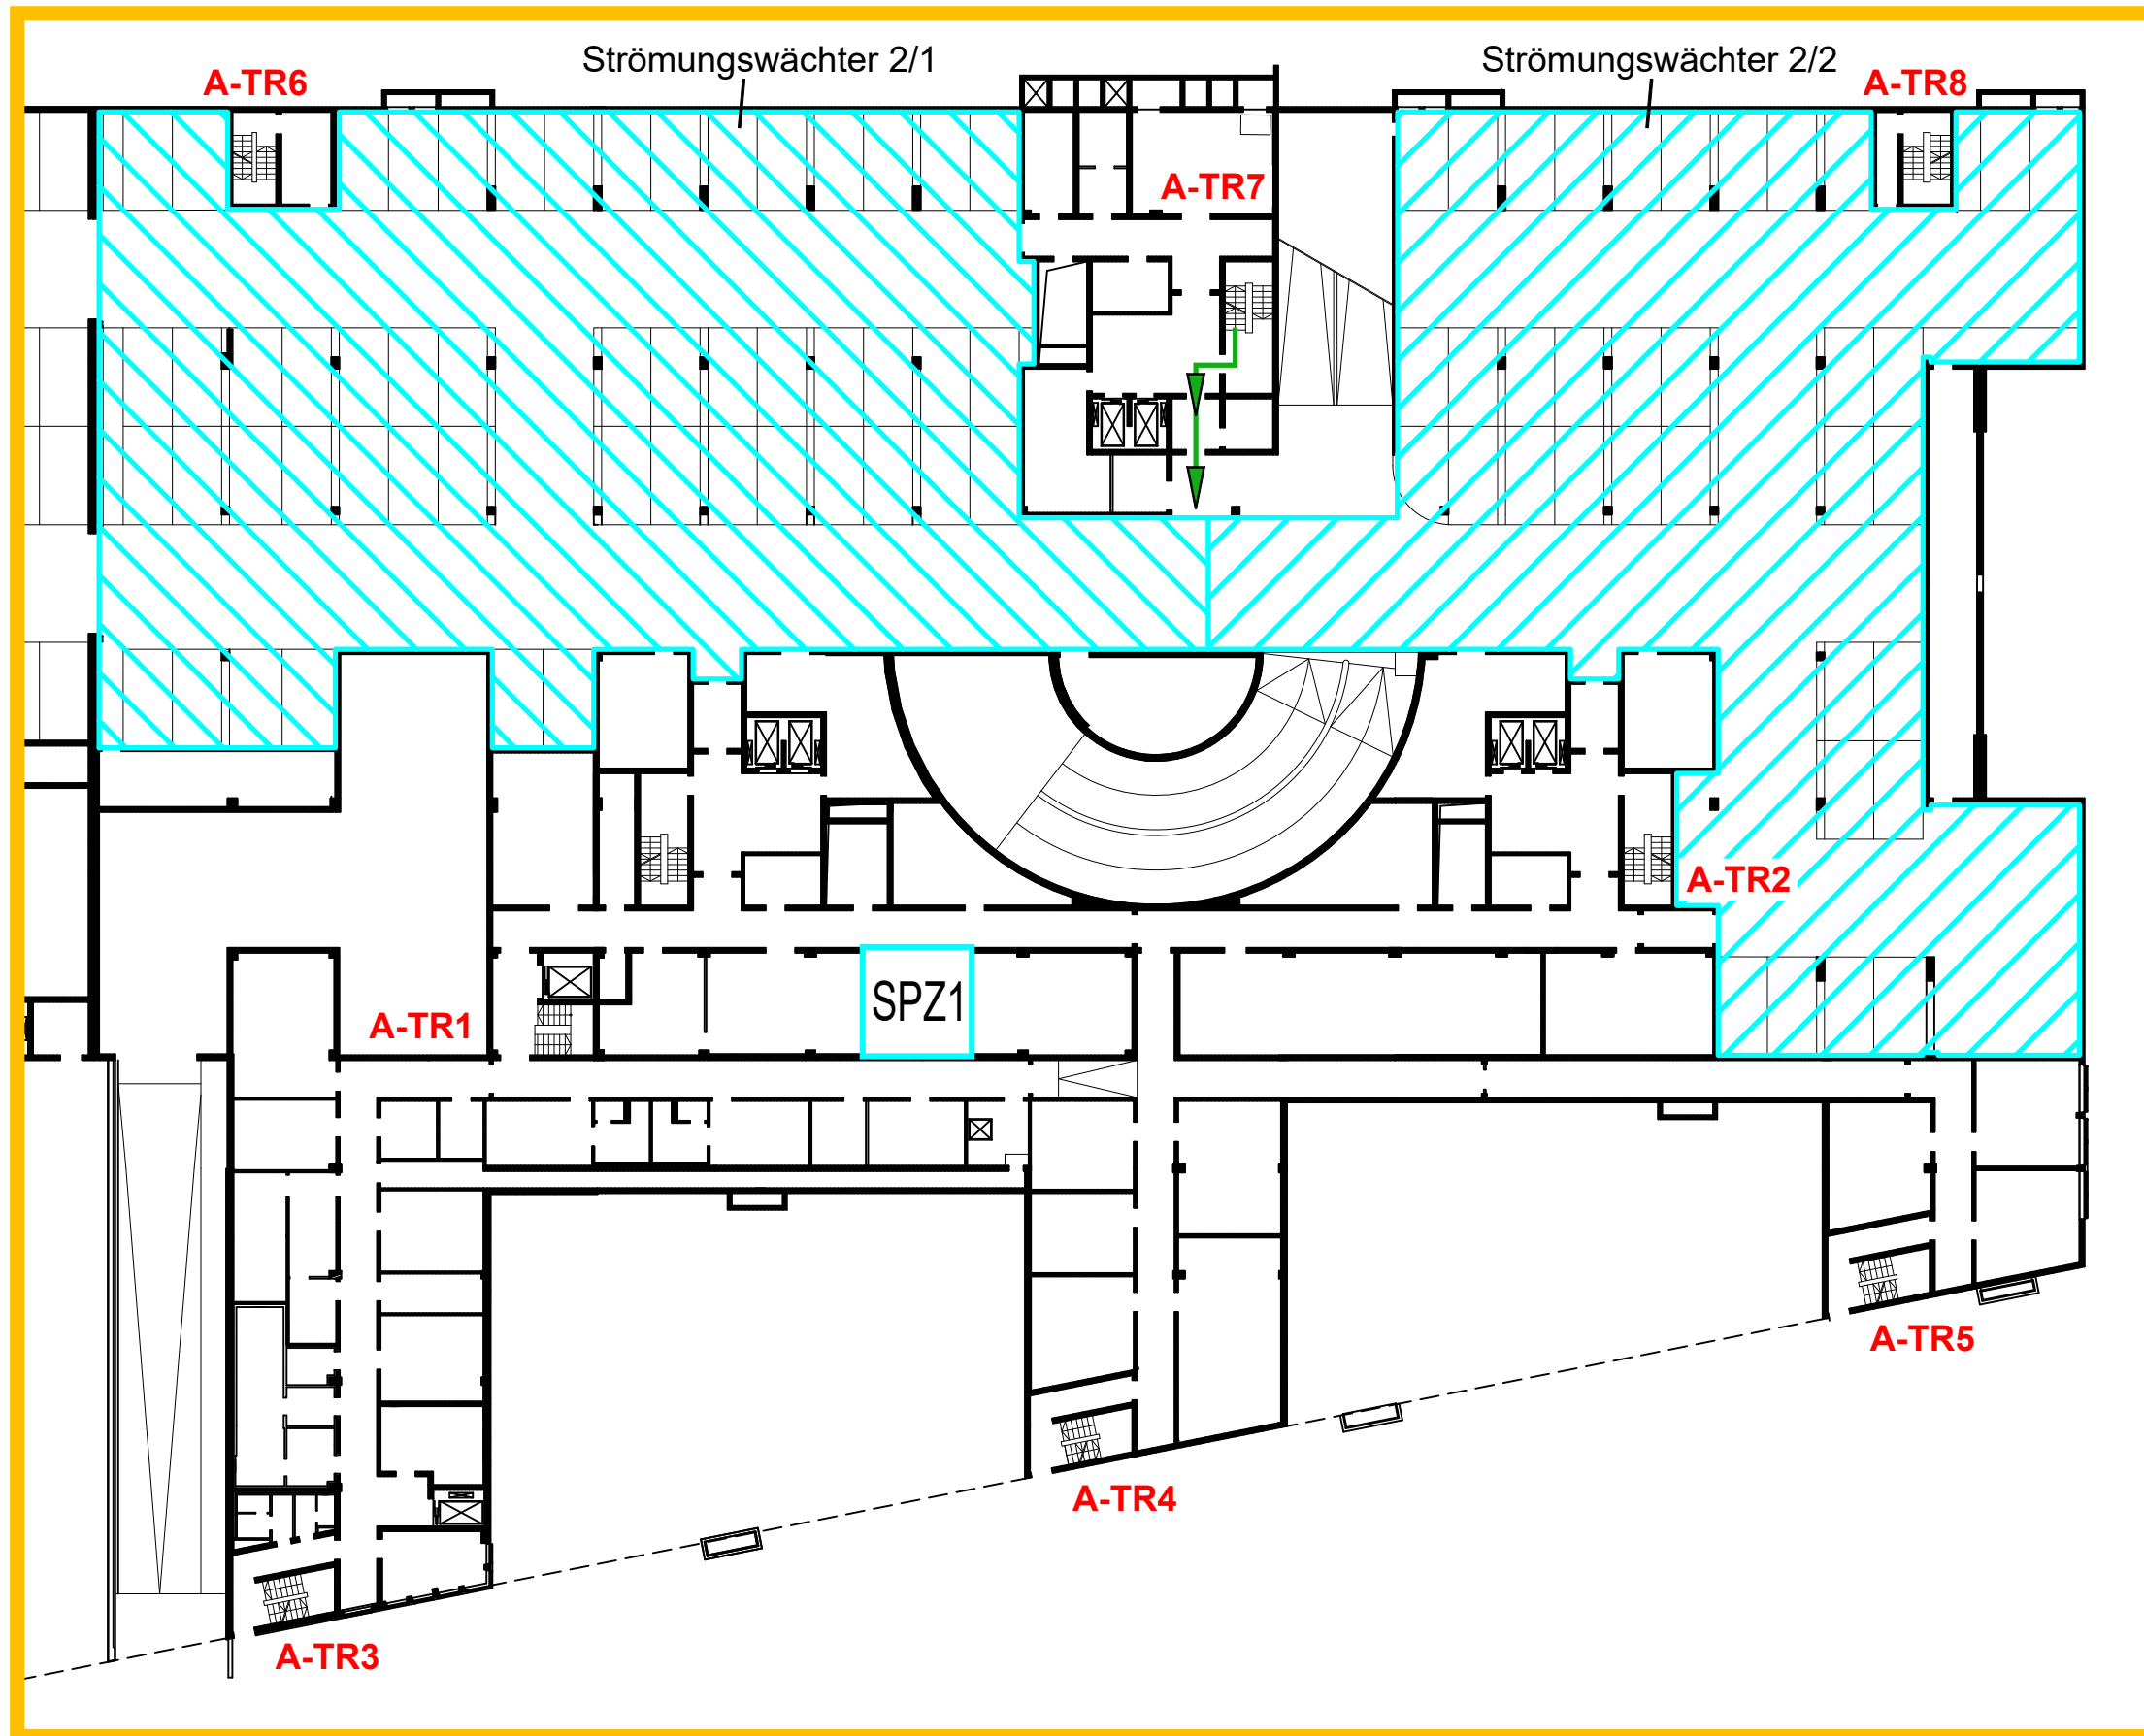 Strömungswächter 2/1
Strömungswächter 2/2
A-TR6
A-TR8
A-TR7
A-TR2
SPZ1
A-TR1
A-TR5
A-TR4
A-TR3